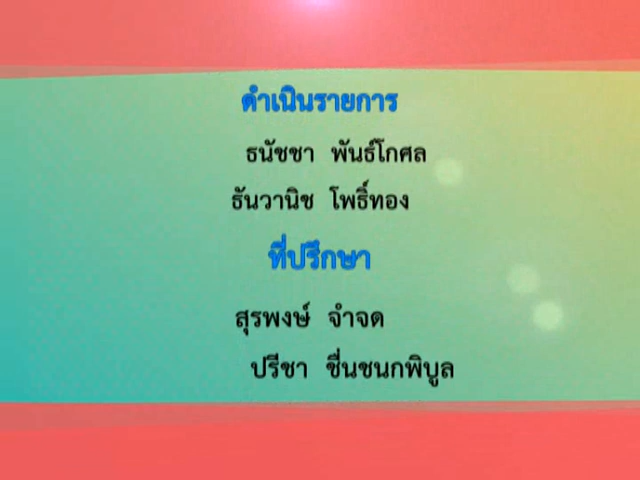 ดำเนินรายการ
ธนัชชา พันธ์โกศล
ธันวานิช โพธิ์ทอง
ที่ปรึกษา
สุรพงษ์ จำจด
ปรีชา ชื่นชนกพิบูล